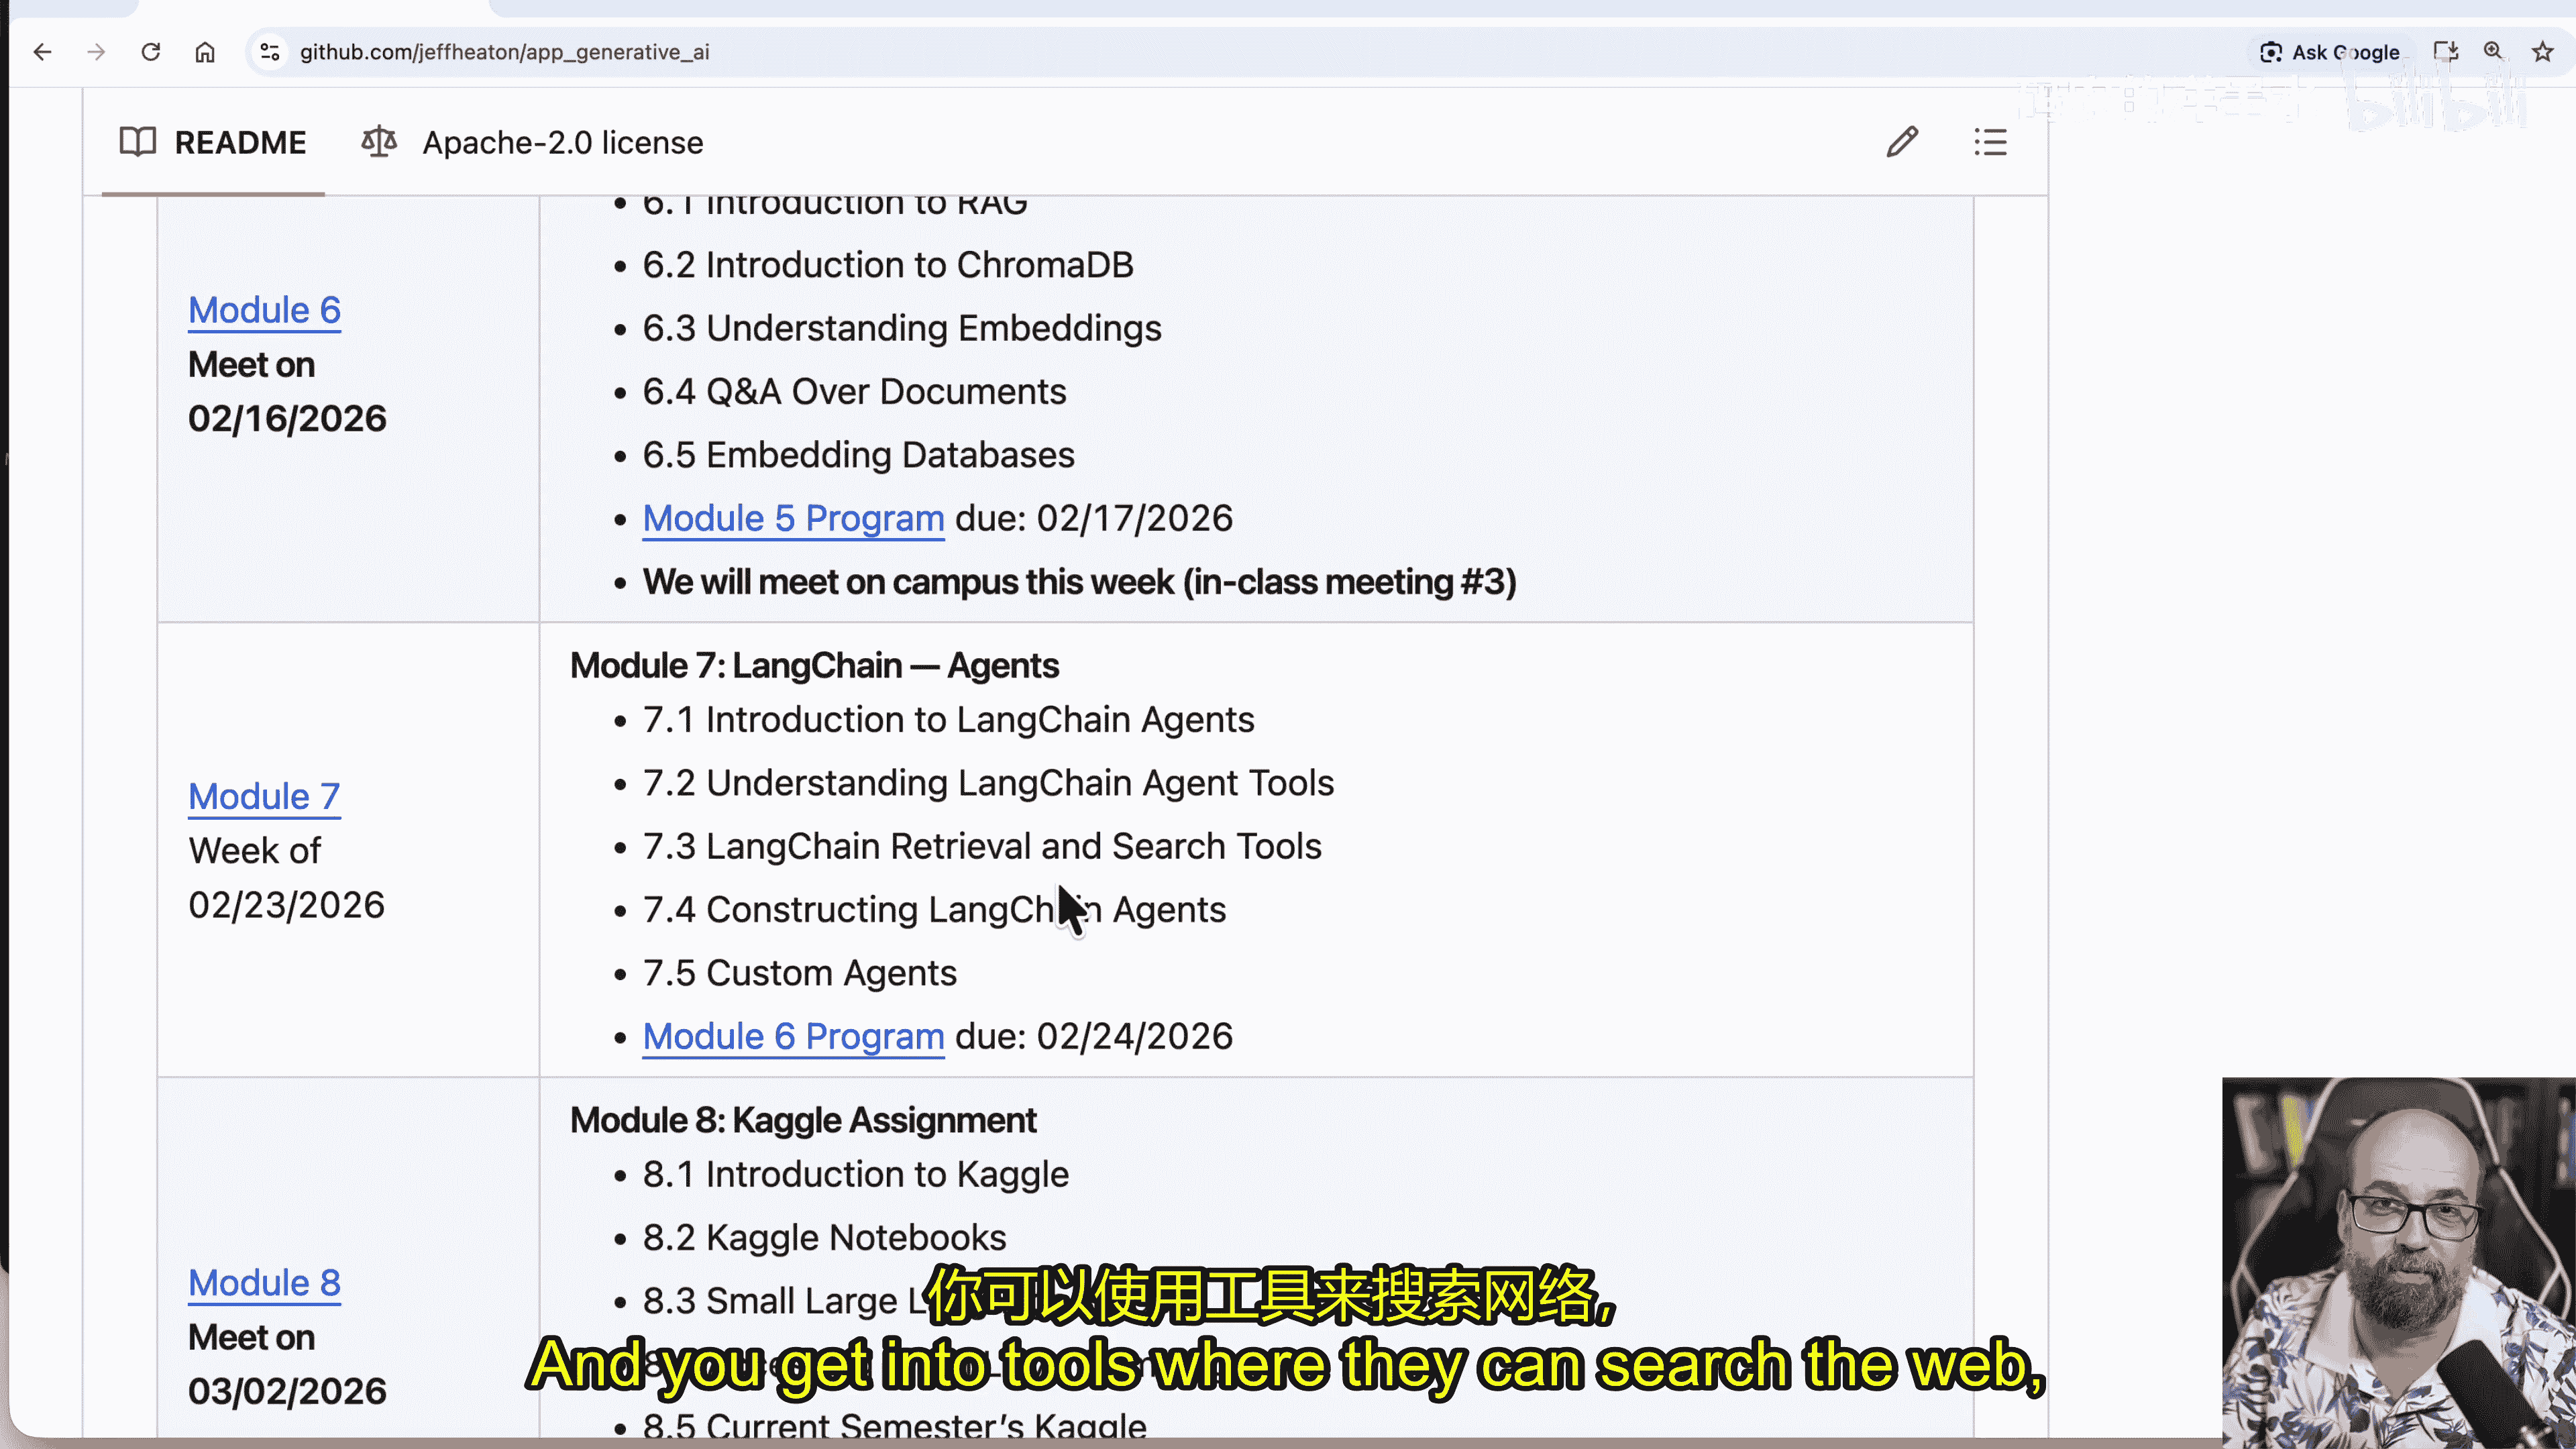 github.com/jeffheaton/app_generative_ai
Ask Google
bilibili
README
Apache-2.0 license
6.1 Introduction to RAG
6.2 Introduction to ChromaDB
Module 6
6.3 Understanding Embeddings
Meet on
6.4 Q&A Over Documents
02/16/2026
6.5 Embedding Databases
Module 5 Program due: 02/17/2026
We will meet on campus this week (in-class meeting #3)
Module 7: LangChain — Agents
7.1 Introduction to LangChain Agents
7.2 Understanding LangChain Agent Tools
Module 7
7.3 LangChain Retrieval and Search Tools
Week of
02/23/2026
7.4 Constructing LangChain Agents
7.5 Custom Agents
Module 6 Program due: 02/24/2026
Module 8: Kaggle Assignment
8.1 Introduction to Kaggle
8.2 Kaggle Notebooks
Module 8
8.3 Small Large L
你可以使用工具来搜索网络,
Meet on
And you get into tools where they can search the web,
03/02/2026
8.5 Current Semester's Kaggle